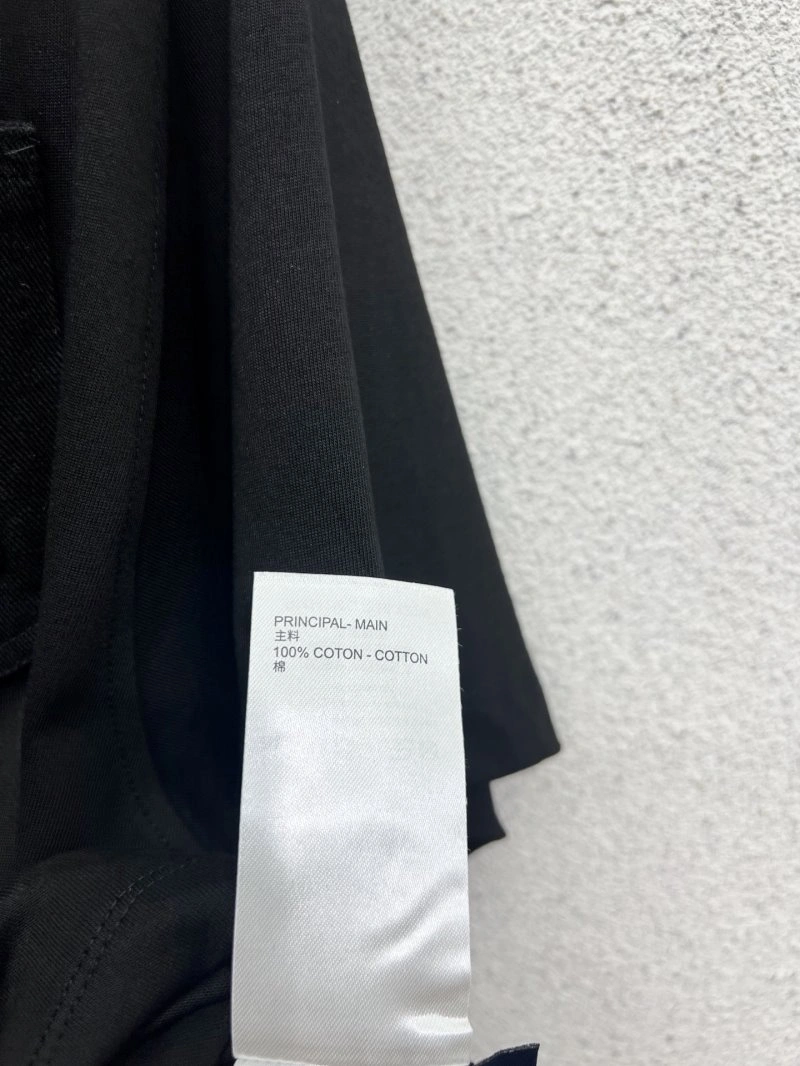 PRINCIPAL- MAIN
主料
100% COTON - COTTON
棉